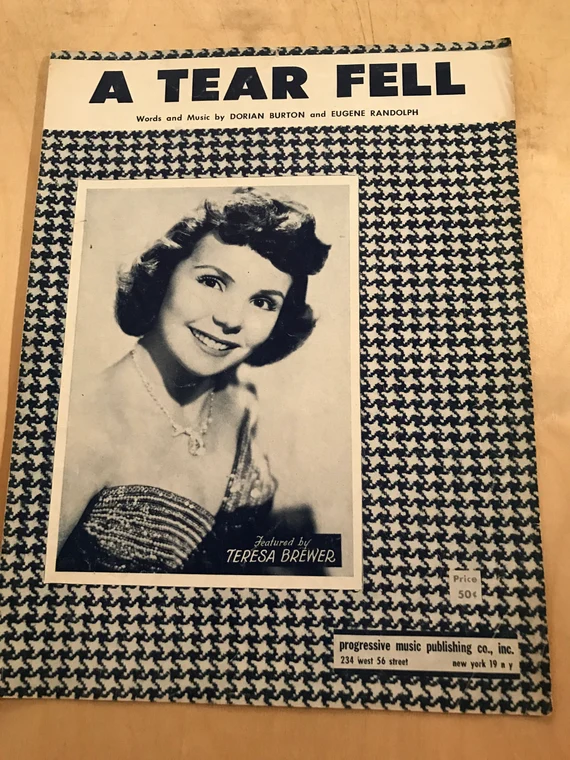 A TEAR FELL
Words and Music by DORIAN BURTON and EUGENE RANDOLPH
Featured by
TERESA BREWER
Price
50¢
progressive music publishing co., inc.
234 west 56 street new york 19 n y